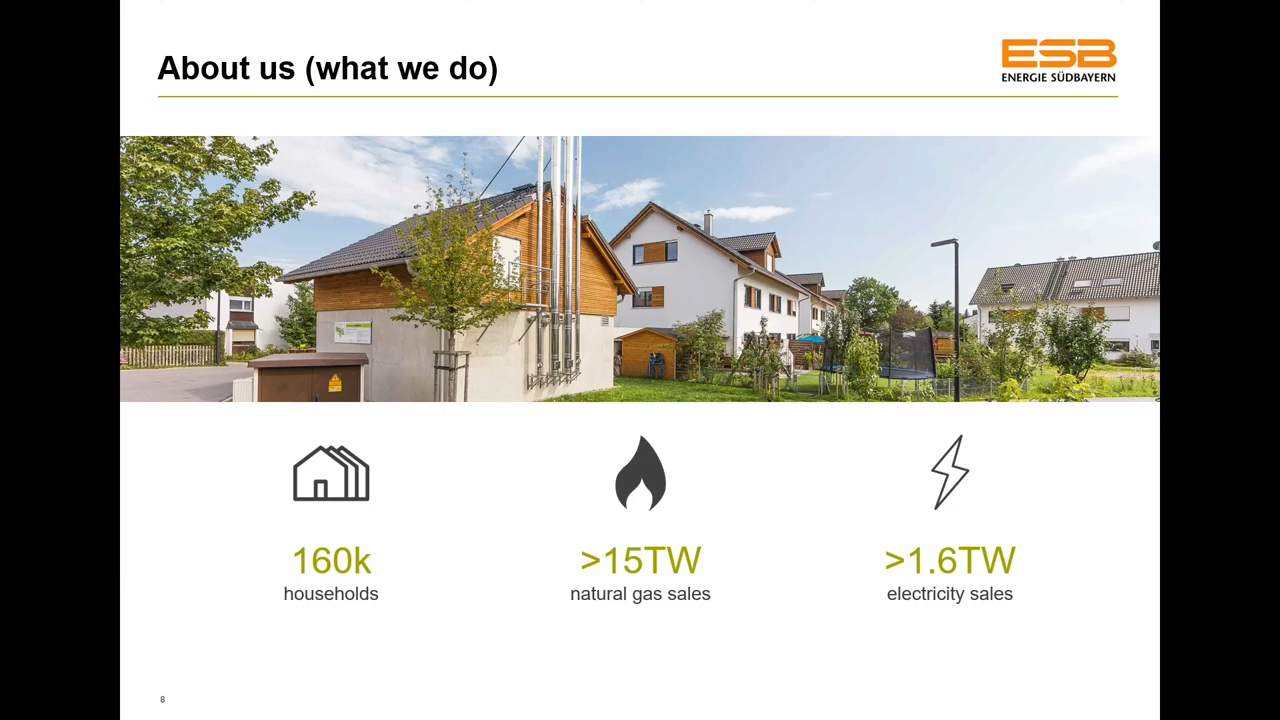 About us (what we do)
ESB
ENERGIE SÜDBAYERN
160k
households
>15TW
natural gas sales
>1.6TW
electricity sales
8